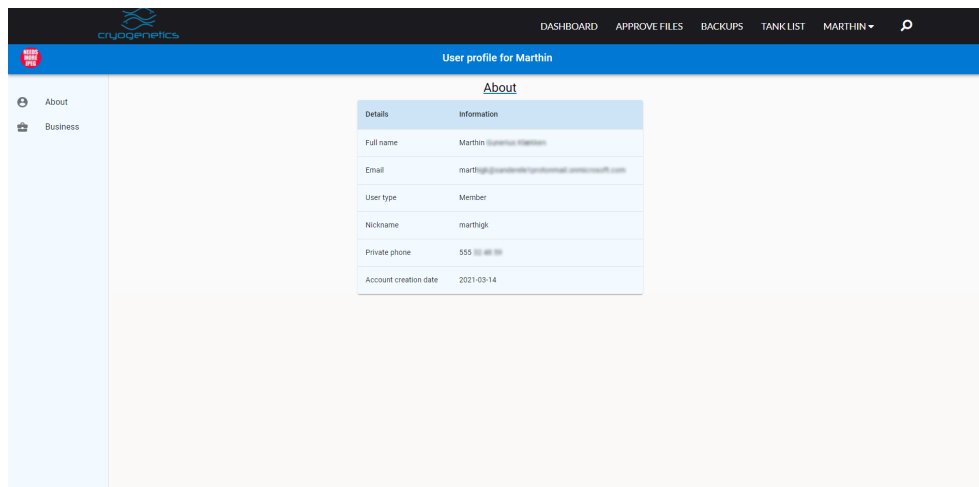 cryogenetics
DASHBOARD APPROVE FILES BACKUPS TANK LIST MARTHIN
NEEDS MORE JPEG
User profile for Marthin
About
Business
About
Details Information
Full name Marthin
Email
User type Member
Nickname marthigk
Private phone 555
Account creation date 2021-03-14